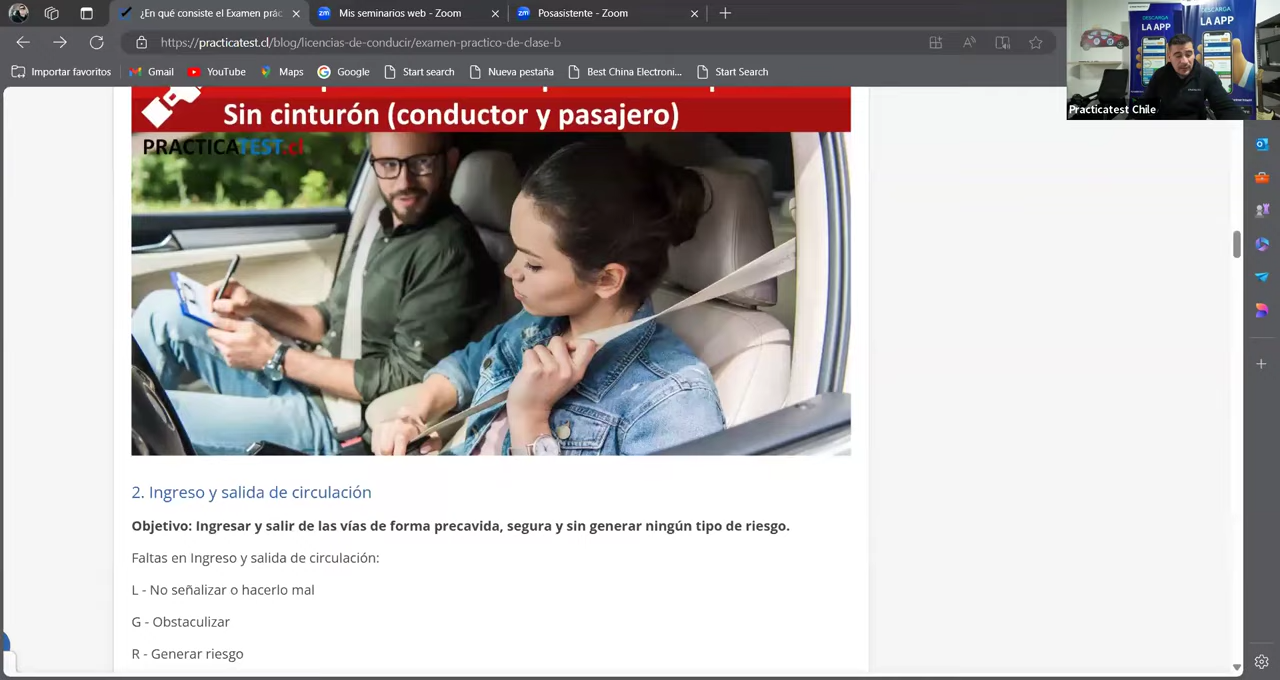 ¿En qué consiste el Examen prác
Mis seminarios web - Zoom
Posasistente - Zoom
https://practicatest.cl/blog/licencias-de-conducir/examen-practico-de-clase-b
Importar favoritos
Gmail
YouTube
Maps
Google
Start search
Nueva pestaña
Best China Electroni...
Start Search
DESCARGA
LA APP
DESCARGA
LA APP
Practicatest Chile
Sin cinturón (conductor y pasajero)
PRACTICATEST.cl
2. Ingreso y salida de circulación
Objetivo: Ingresar y salir de las vías de forma precavida, segura y sin generar ningún tipo de riesgo.
Faltas en Ingreso y salida de circulación:
L - No señalizar o hacerlo mal
G - Obstaculizar
R - Generar riesgo